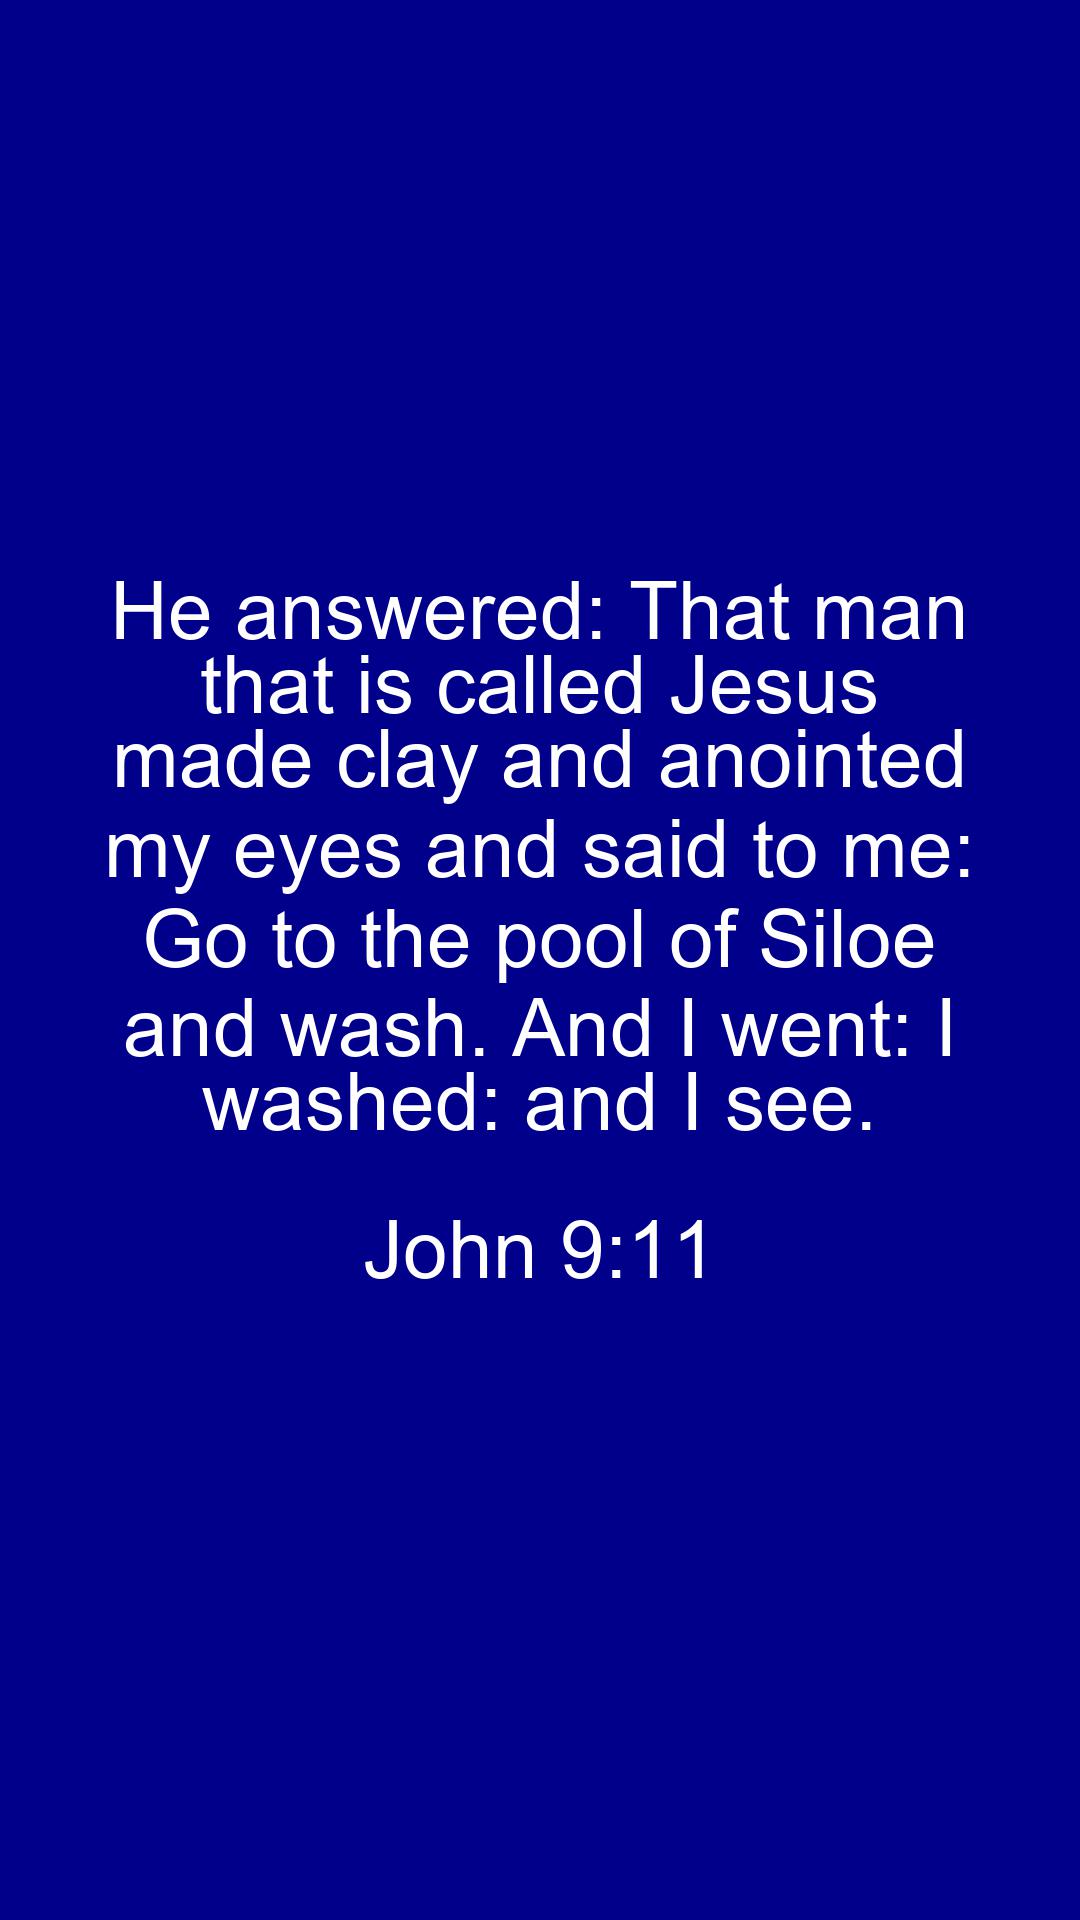 He answered: That man
that is called Jesus
made clay and anointed
my eyes and said to me:
Go to the pool of Siloe
and wash. And I went: I
washed: and I see.
John 9:11